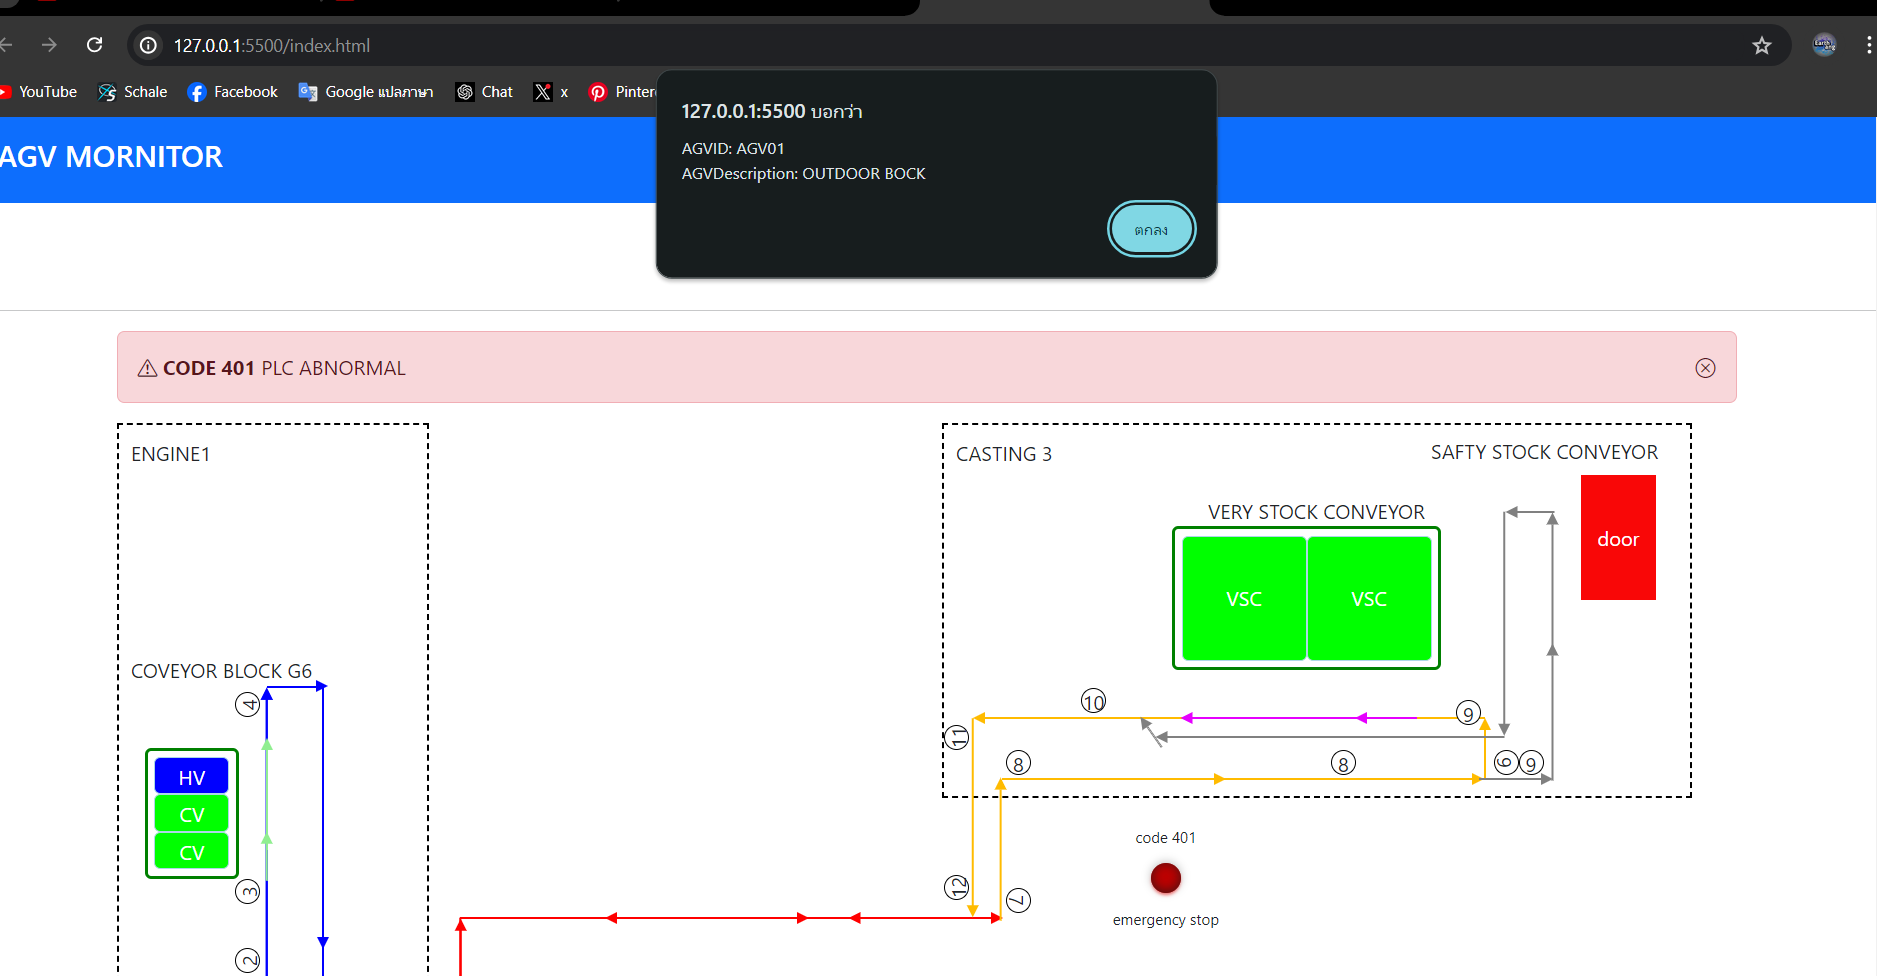 127.0.0.1:5500/index.html
YouTube Schale Facebook Google แปลภาษา Chat x Pinter
127.0.0.1:5500 บอกว่า
AGVID: AGV01
AGVDescription: OUTDOOR BOCK
ตกลง
AGV MORNITOR
CODE 401 PLC ABNORMAL
ENGINE1
CASTING 3
SAFTY STOCK CONVEYOR
door
VERY STOCK CONVEYOR
VSC VSC
COVEYOR BLOCK G6
4
HV
CV
CV
3
2
10
9
11
8
8
9
9
12
7
code 401
emergency stop